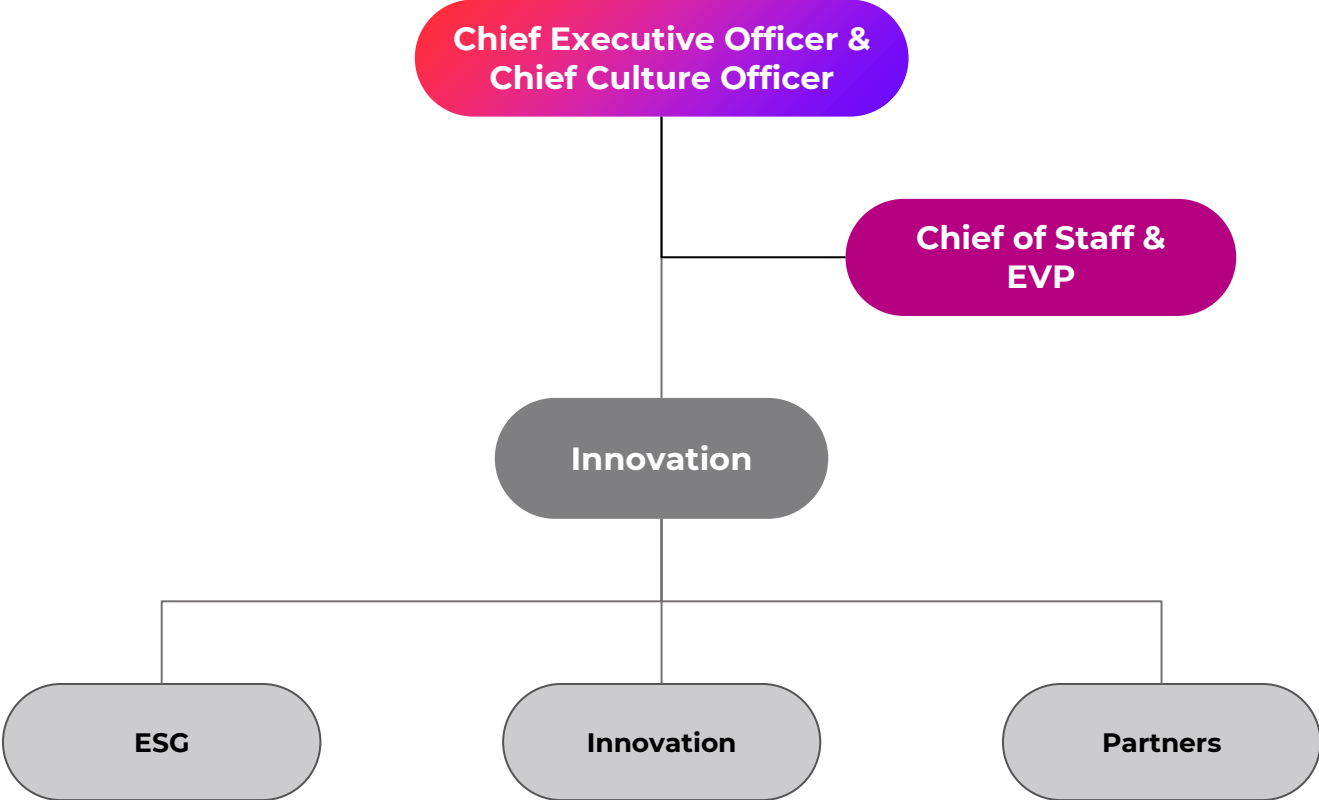 Chief Executive Officer &
Chief Culture Officer
Chief of Staff &
EVP
Innovation
ESG
Innovation
Partners